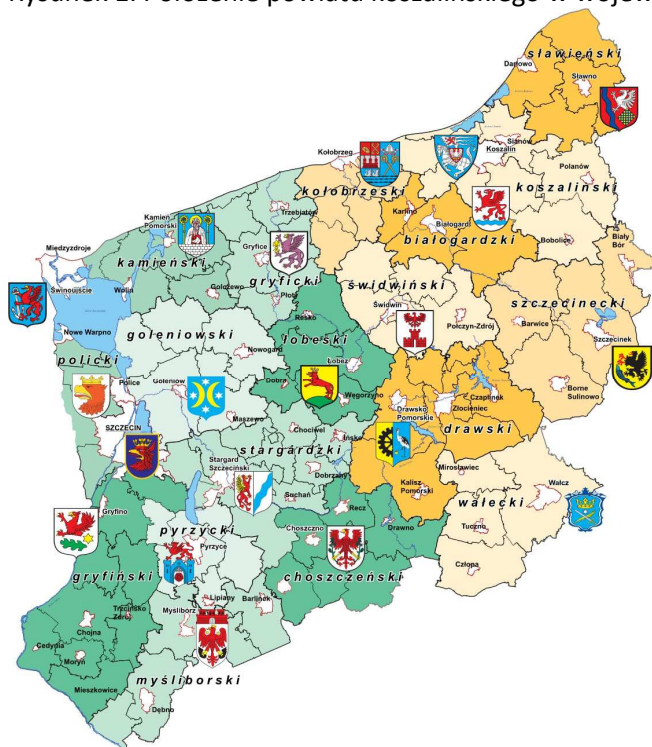 Rysunek 2. Położenie powiatu koszalińskiego w wojew
sławieński
Darłowo
Sławno
Sianów
Koszalin
Kołobrzeg
Polanów
kołobrzeski
koszaliński
Karlino
Białogard
białogardzki
Bobolice
Biały
Bór
Trzebiatów
Kamień
Pomorski
Gryfice
Międzyzdroje
kamieński
gryficki
Świnoujście
Wolin
Golczewo
Płoty
świdwiński
szczecinecki
Świdwin
Połczyn-Zdrój
Barwice
Szczecinek
Nowe Warpno
goleniowski
Resko
łobeski
Nowogard
Łobez
policki
Police
Goleniów
Dobra
Węgorzyno
Czaplinek
Borne
Sulinowo
Drawsko
Pomorskie
Złocieniec
Maszewo
Chociwel
drawski
SZCZECIN
Ińsko
stargardzki
Stargard
Szczeciński
Dobrzany
Mirosławiec
Kalisz
Pomorski
Wałcz
wałecki
Suchań
Gryfino
Recz
Drawno
Tuczno
pyrzycki
Choszczno
Pyrzyce
Człopa
gryfiński
choszczeński
Lipiany
Barlinek
Trzcińsko
Zdrój
Myślibórz
Chojna
Cedynia
Moryń
Mieszkowice
myśliborski
Dębno